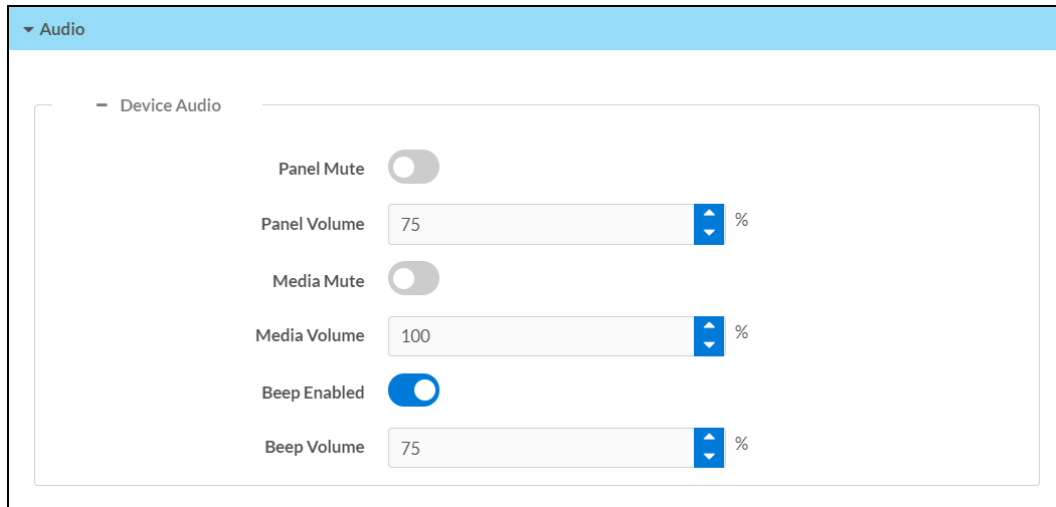 Audio
Device Audio
Panel Mute
Panel Volume 75 %
Media Mute
Media Volume 100 %
Beep Enabled
Beep Volume 75 %